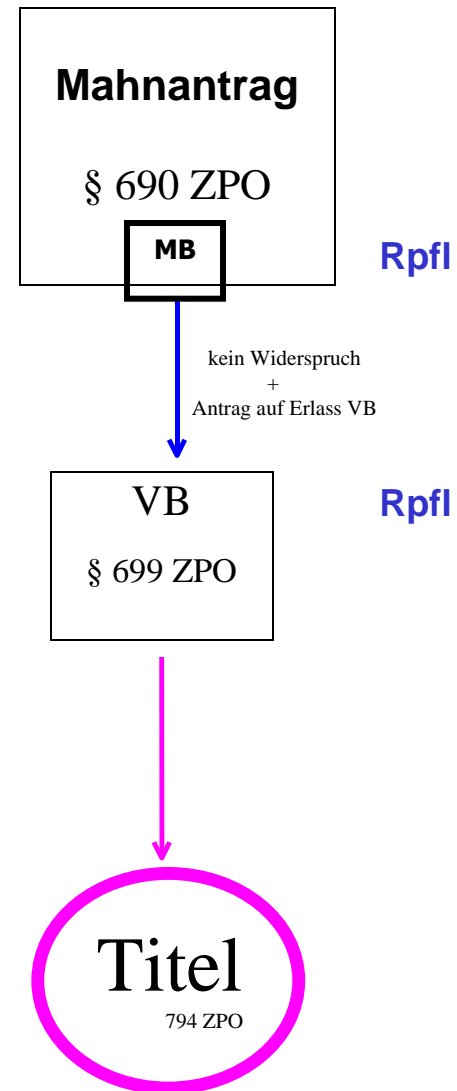 Mahnantrag
§ 690 ZPO
MB
Rpfl
kein Widerspruch
+
Antrag auf Erlass VB
VB
Rpfl
§ 699 ZPO
Titel
794 ZPO